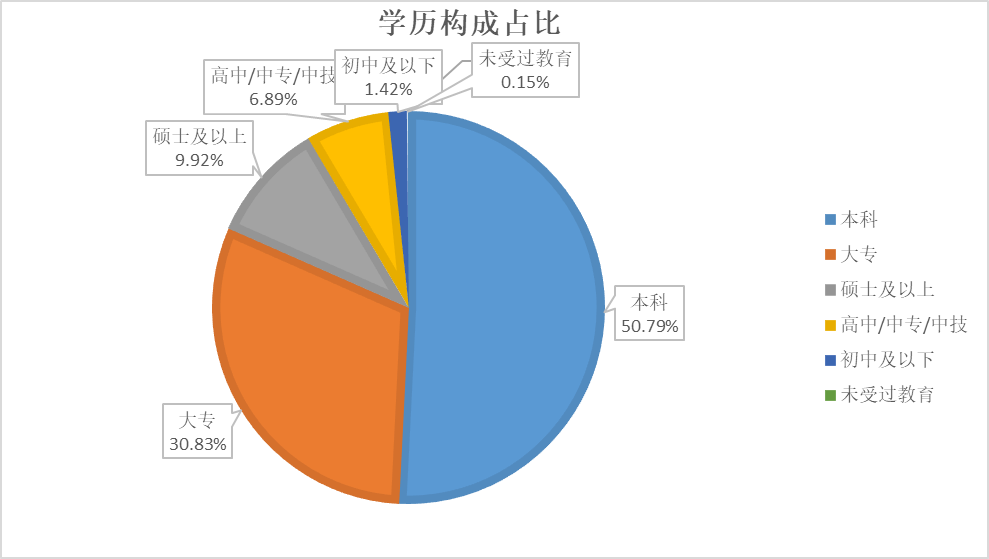 学历构成占比
初中及以下
1.42%
未受过教育
0.15%
高中/中专/中技
6.89%
硕士及以上
9.92%
本科
50.79%
大专
30.83%
本科
大专
硕士及以上
高中/中专/中技
初中及以下
未受过教育